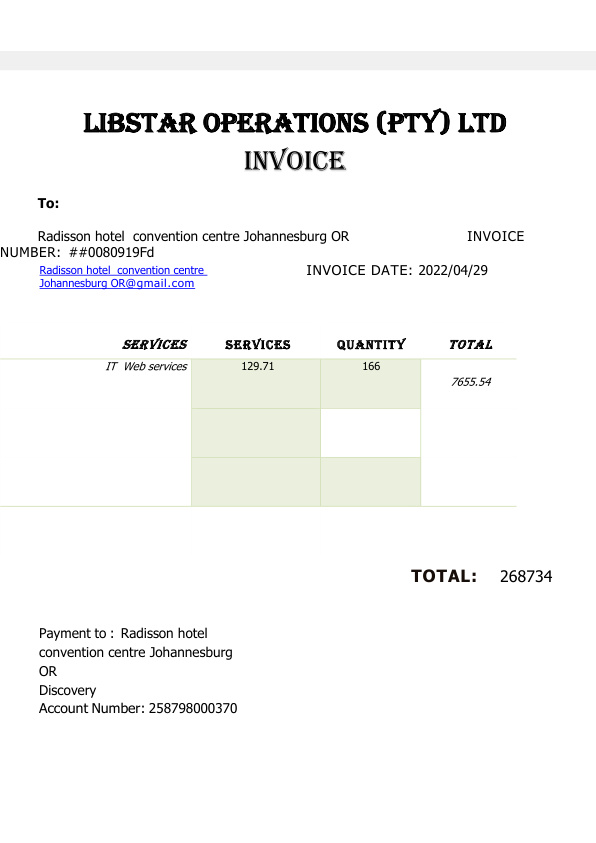 LIBSTAR OPERATIONS (PTY) LTD
INVOICE
To:
Radisson hotel  convention centre Johannesburg OR INVOICE
NUMBER:  ##0080919Fd
Radisson hotel  convention centre INVOICE DATE: 2022/04/29
Johannesburg OR@gmail.com
SERVICES SERVICES QUANTITY TOTAL
IT  Web services 129.71 166
7655.54
TOTAL: 268734
Payment to :  Radisson hotel
convention centre Johannesburg
OR
Discovery
Account Number: 258798000370